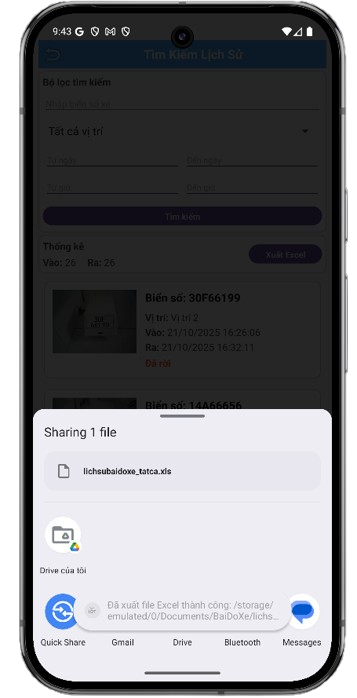 9:43
Tìm Kiếm Lịch Sử
Bộ lọc tìm kiếm
Nhập biển số xe
Tất cả vị trí
Từ ngày
Đến ngày
Từ giờ
Đến giờ
Tìm kiếm
Thống kê
Vào: 26 Ra: 26
Xuất Excel
Biển số: 30F66199
Vị trí: Vị trí 2
Vào: 21/10/2025 16:26:06
Ra: 21/10/2025 16:32:11
Đã rời
Biển số: 14A66656
Sharing 1 file
lichsubaidoxe_tatca.xls
Drive của tôi
Đã xuất file Excel thành công: /storage/
emulated/0/Documents/BaiDoXe/lichs...
Quick Share
Gmail
Drive
Bluetooth
Messages